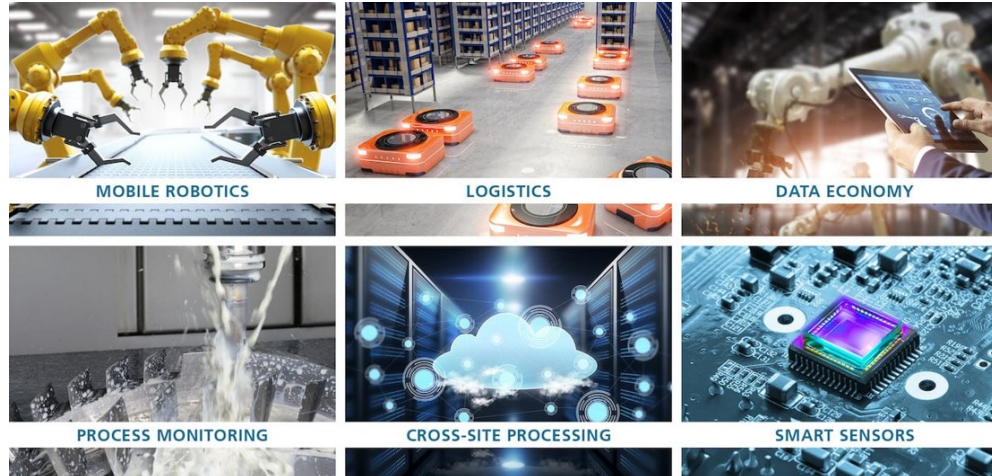 MOBILE ROBOTICS
LOGISTICS
DATA ECONOMY
PROCESS MONITORING
CROSS-SITE PROCESSING
SMART SENSORS